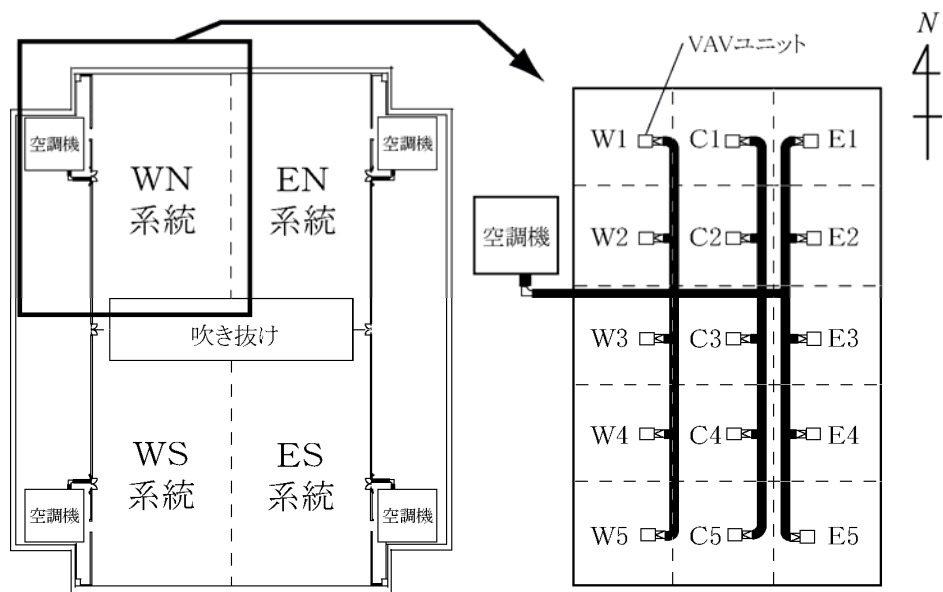 空調機
WN
系統
EN
系統
空調機
吹き抜け
WS
系統
ES
系統
空調機
空調機
VAVユニット
N
空調機
W1 C1 E1
W2 C2 E2
W3 C3 E3
W4 C4 E4
W5 C5 E5